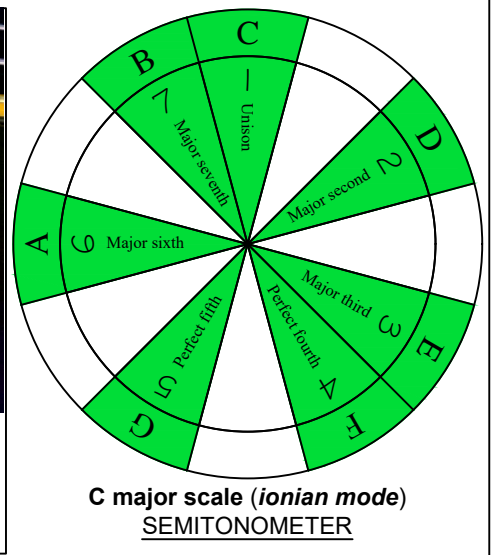 C
1 Unison
D
2 Major second
E
3 Major third
F
4 Perfect fourth
G
5 Perfect fifth
A
6 Major sixth
B
7 Major seventh
C major scale (ionian mode)
SEMITONOMETER